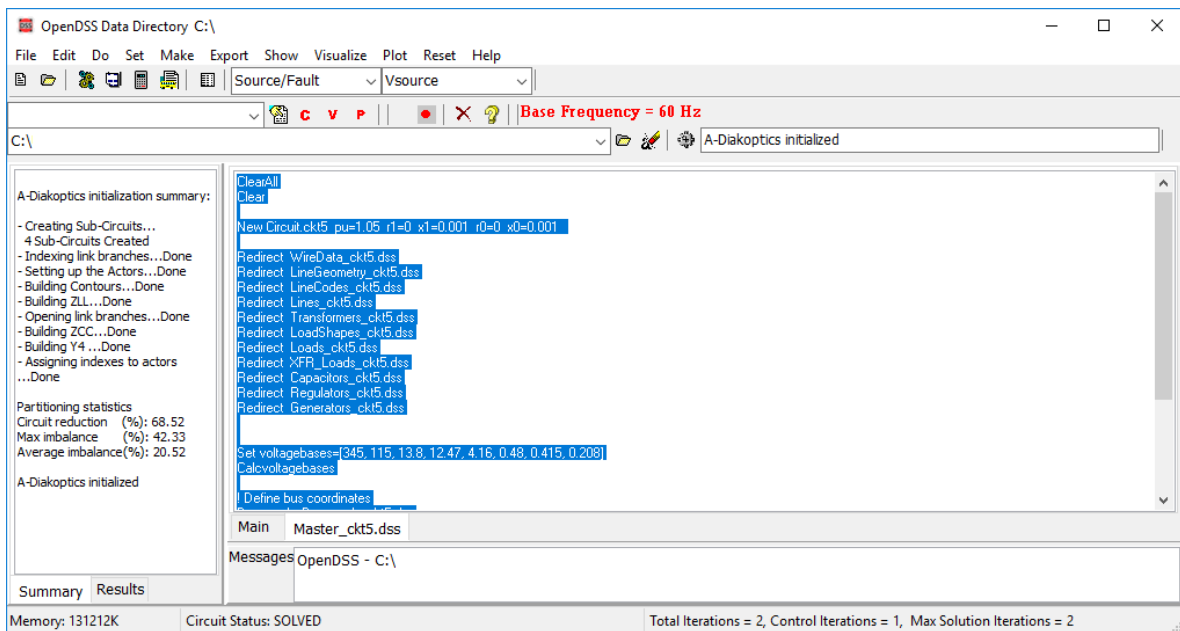 OpenDSS Data Directory C:\
File Edit Do Set Make Export Show Visualize Plot Reset Help
Source/Fault Vsource
C V P Base Frequency = 60 Hz
C:\ A-Diakoptics initialized
A-Diakoptics initialization summary:
- Creating Sub-Circuits...
4 Sub-Circuits Created
- Indexing link branches...Done
- Setting up the Actors...Done
- Building Contours...Done
- Building ZLL...Done
- Opening link branches...Done
- Building ZCC...Done
- Building Y4 ...Done
- Assigning indexes to actors
...Done
Partitioning statistics
Circuit reduction (%): 68.52
Max imbalance (%): 42.33
Average imbalance(%): 20.52
A-Diakoptics initialized
Summary Results
ClearAll
Clear
New Circuit.ckt5 pu=1.05 r1=0 x1=0.001 r0=0 x0=0.001
Redirect WireData_ckt5.dss
Redirect LineGeometry_ckt5.dss
Redirect LineCodes_ckt5.dss
Redirect Lines_ckt5.dss
Redirect Transformers_ckt5.dss
Redirect LoadShapes_ckt5.dss
Redirect Loads_ckt5.dss
Redirect XFR_Loads_ckt5.dss
Redirect Capacitors_ckt5.dss
Redirect Regulators_ckt5.dss
Redirect Generators_ckt5.dss
Set voltagebases=[345, 115, 13.8, 12.47, 4.16, 0.48, 0.415, 0.208]
Calcvoltagebases
! Define bus coordinates
Main Master_ckt5.dss
Messages OpenDSS - C:\
Memory: 131212K Circuit Status: SOLVED Total Iterations = 2, Control Iterations = 1, Max Solution Iterations = 2